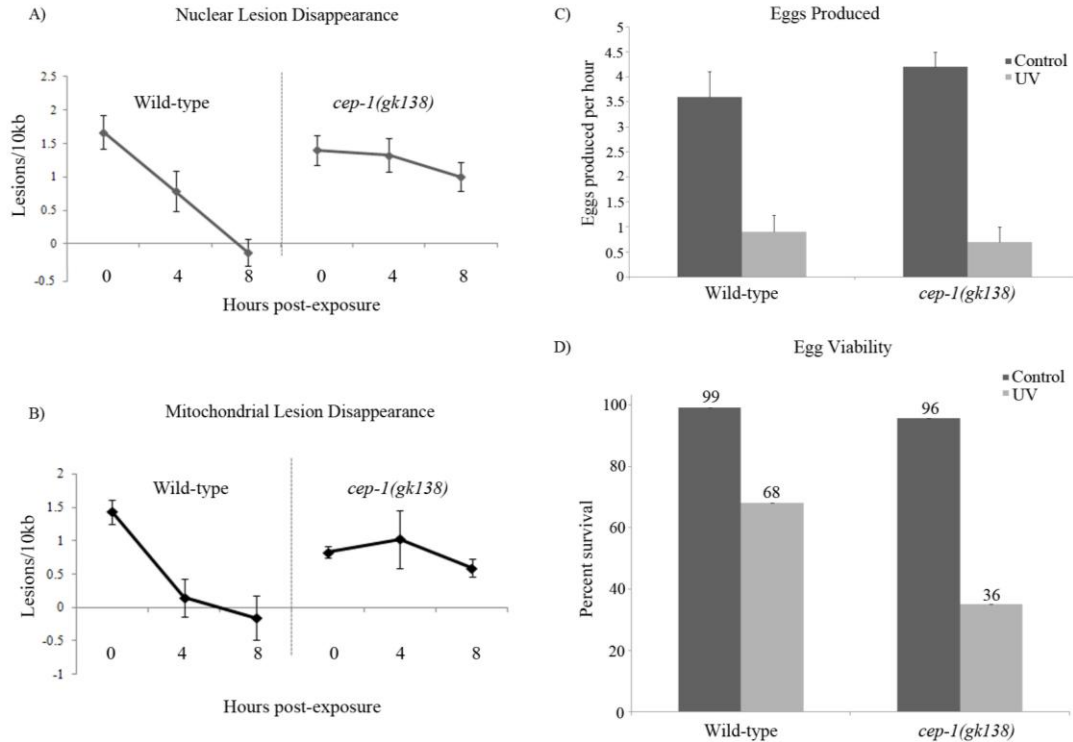 A)
Nuclear Lesion Disappearance
Lesions/10kb
2.5
2
1.5
1
0.5
0
-0.5
Wild-type
cep-1(gk138)
0 4 8 0 4 8
Hours post-exposure
B)
Mitochondrial Lesion Disappearance
Lesions/10kb
2
1.5
1
0.5
0
-0.5
-1
Wild-type
cep-1(gk138)
0 4 8 0 4 8
Hours post-exposure
C)
Eggs Produced
Eggs produced per hour
5
4.5
4
3.5
3
2.5
2
1.5
1
0.5
0
Control
UV
Wild-type
cep-1(gk138)
D)
Egg Viability
Percent survival
100
80
60
40
20
0
Control
UV
99
68
96
36
Wild-type
cep-1(gk138)